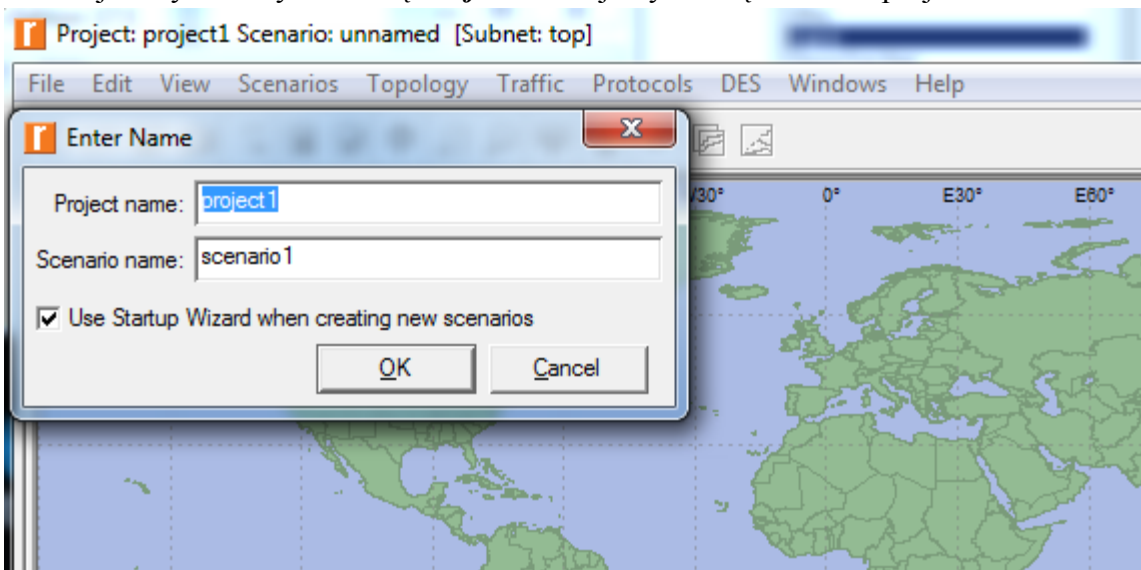 Project: project1 Scenario: unnamed [Subnet: top]
File Edit View Scenarios Topology Traffic Protocols DES Windows Help
Enter Name
Project name: project1
Scenario name: scenario1
Use Startup Wizard when creating new scenarios
OK Cancel
0° E30° E60°